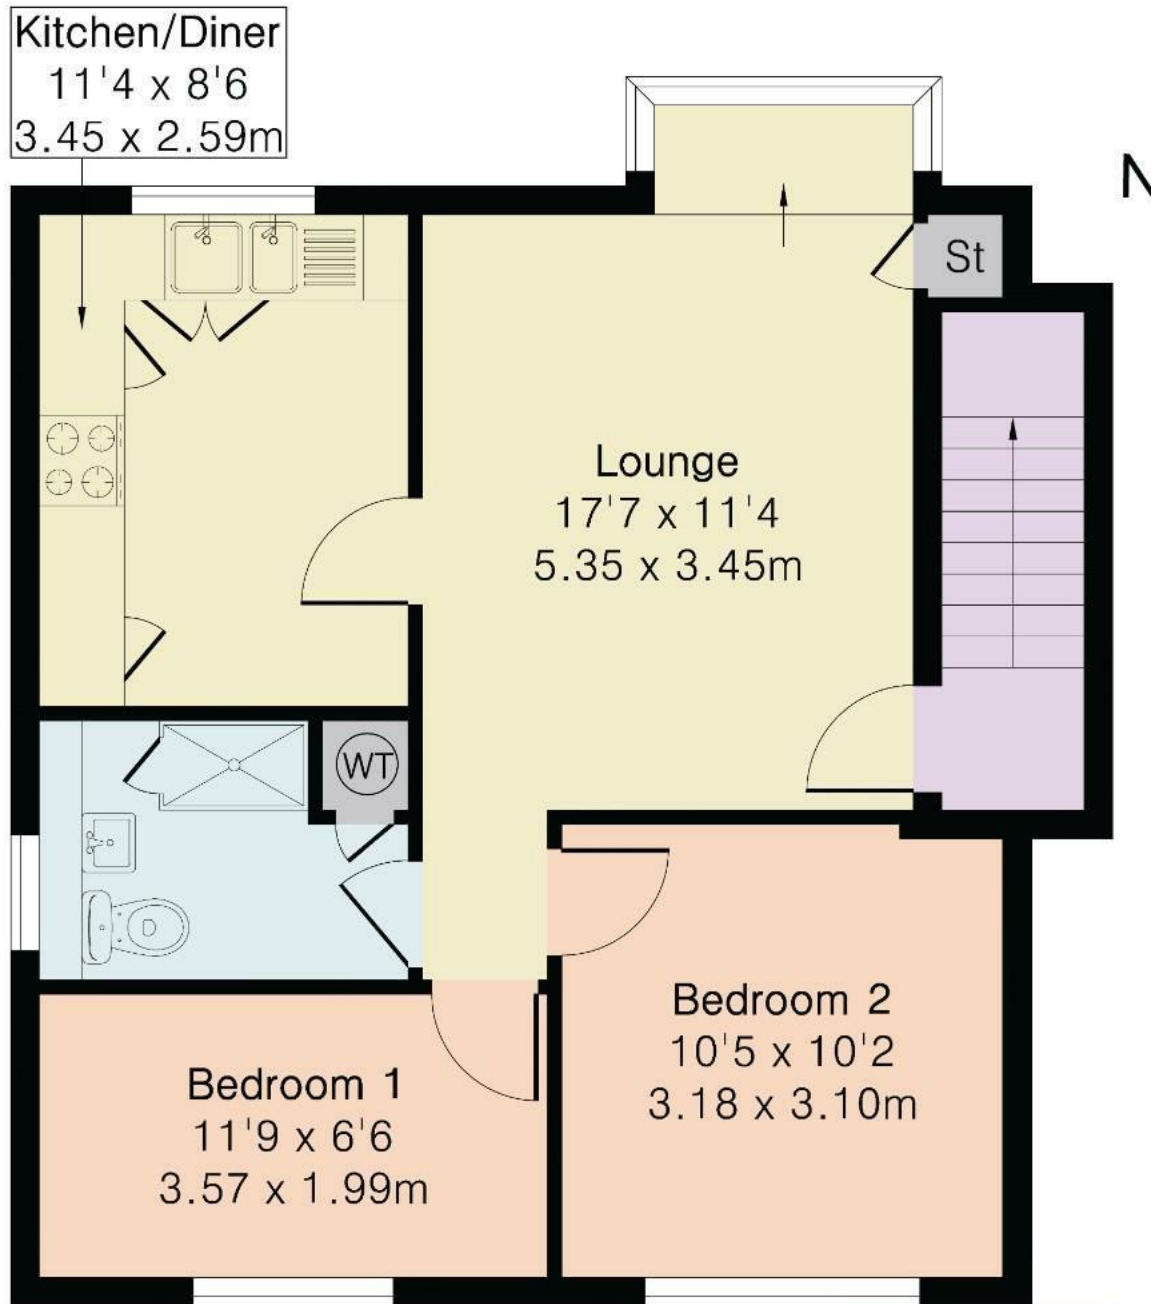 Kitchen/Diner
11'4 x 8'6
3.45 x 2.59m
N
St
Lounge
17'7 x 11'4
5.35 x 3.45m
WT
Bedroom 2
10'5 x 10'2
3.18 x 3.10m
Bedroom 1
11'9 x 6'6
3.57 x 1.99m